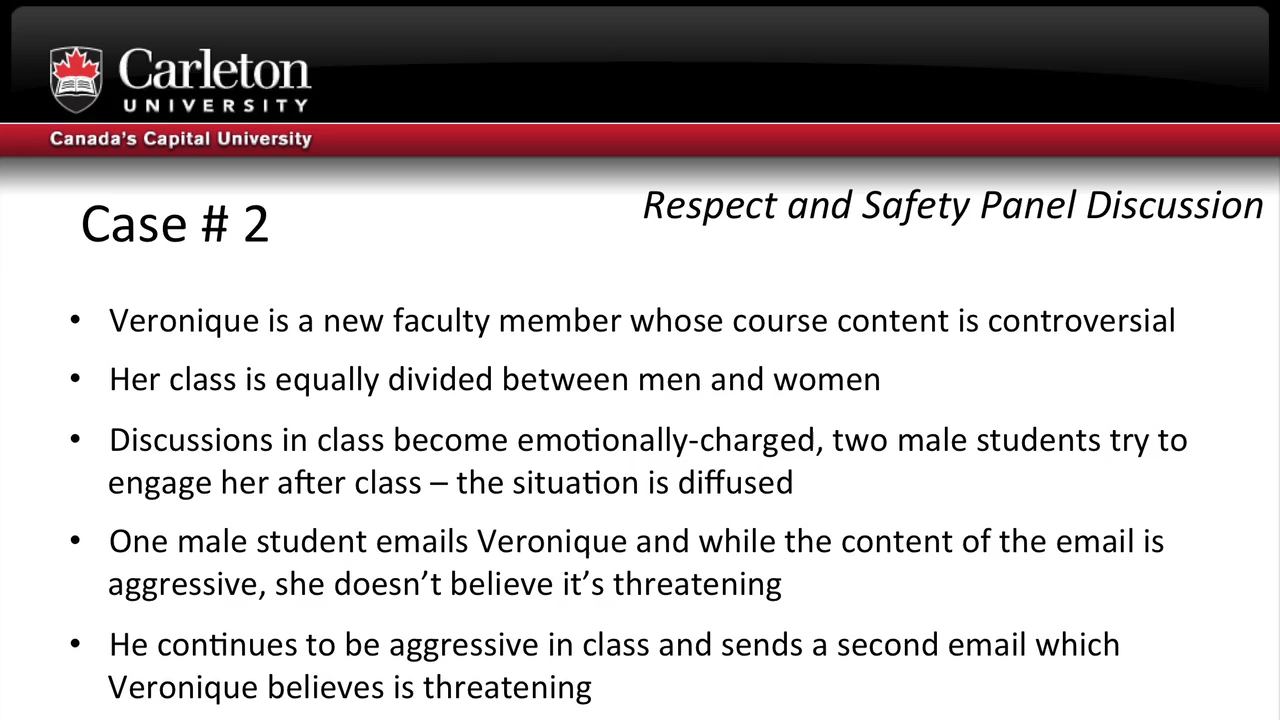 Carleton
UNIVERSITY
Canada's Capital University
Respect and Safety Panel Discussion
Case # 2
• Veronique is a new faculty member whose course content is controversial
• Her class is equally divided between men and women
• Discussions in class become emotionally-charged, two male students try to
engage her after class – the situation is diffused
• One male student emails Veronique and while the content of the email is
aggressive, she doesn’t believe it’s threatening
• He continues to be aggressive in class and sends a second email which
Veronique believes is threatening